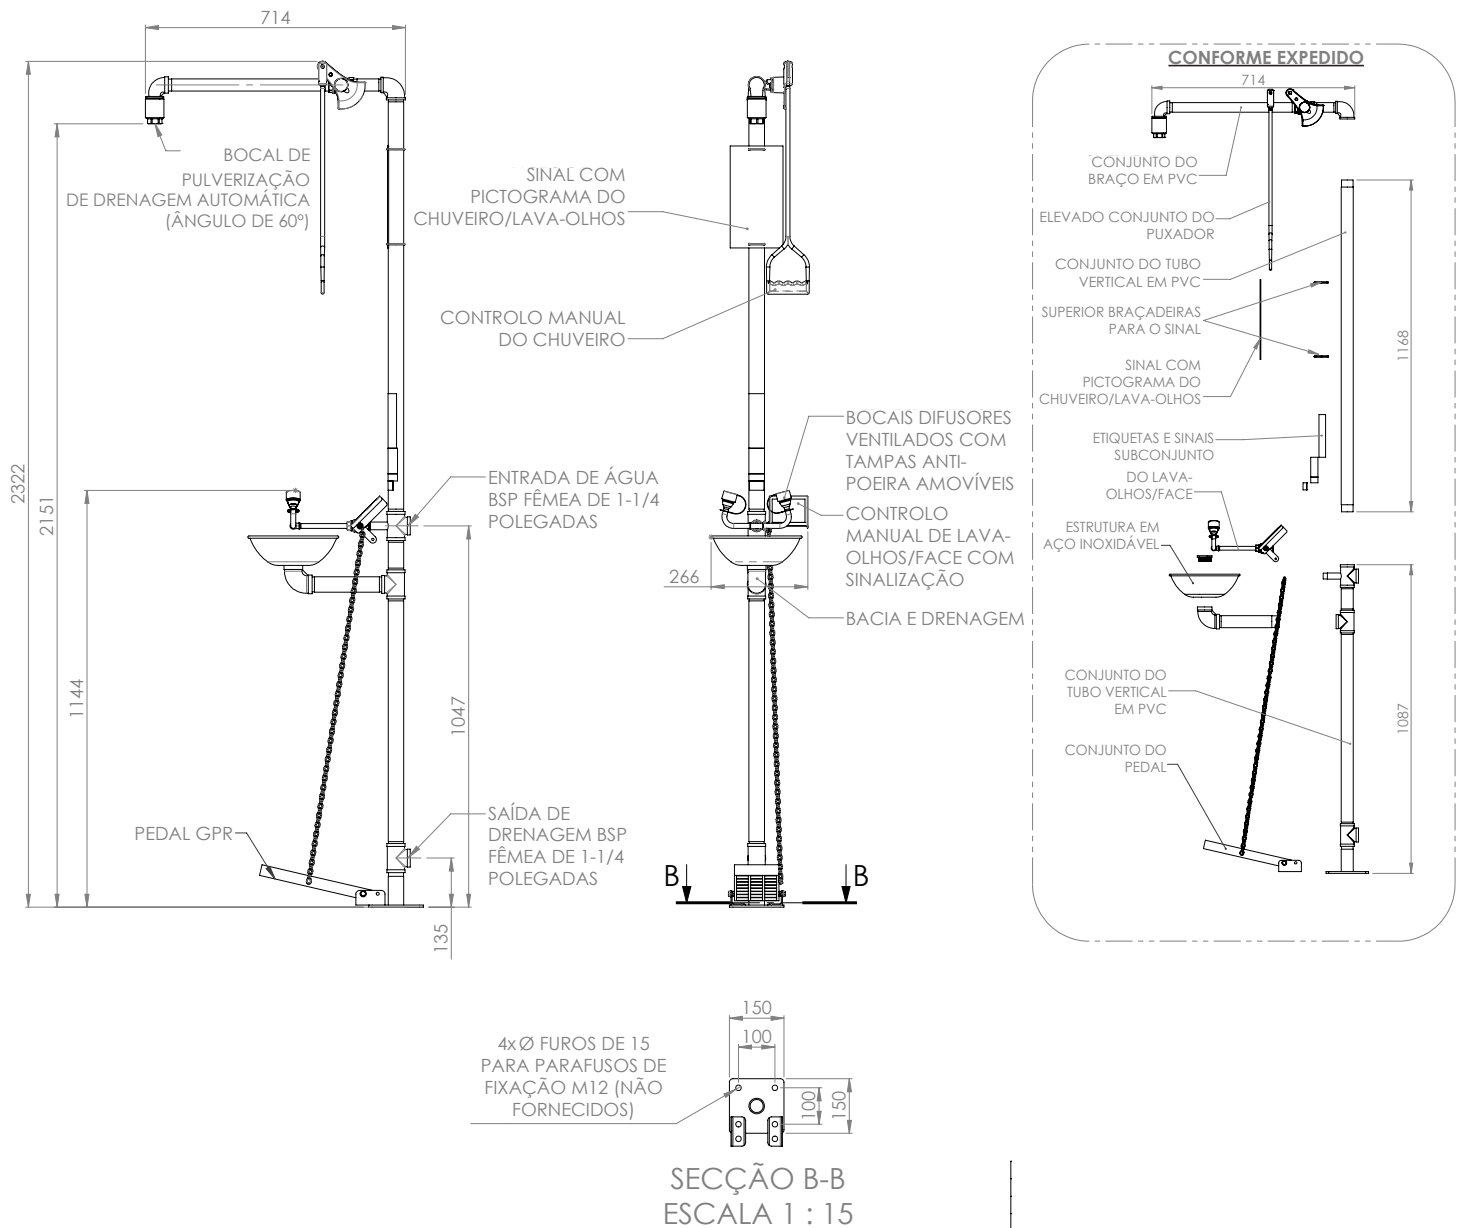 714
2322
2151
1144
1047
135
BOCAL DE
PULVERIZAÇÃO
DE DRENAGEM AUTOMÁTICA
(ÂNGULO DE 60º)
ENTRADA DE ÁGUA
BSP FÊMEA DE 1-1/4
POLEGADAS
PEDAL GPR
SAÍDA DE
DRENAGEM BSP
FÊMEA DE 1-1/4
POLEGADAS
SINAL COM
PICTOGRAMA DO
CHUVEIRO/LAVA-OLHOS
CONTROLO MANUAL
DO CHUVEIRO
BOCAIS DIFUSORES
VENTILADOS COM
TAMPAS ANTI-
POEIRA AMOVÍVEIS
CONTROLO
MANUAL DE LAVA-
OLHOS/FACE COM
SINALIZAÇÃO
266
BACIA E DRENAGEM
B
B
CONFORME EXPEDIDO
714
CONJUNTO DO
BRAÇO EM PVC
ELEVADO CONJUNTO DO
PUXADOR
CONJUNTO DO TUBO
VERTICAL EM PVC
SUPERIOR BRAÇADEIRAS
PARA O SINAL
1168
SINAL COM
PICTOGRAMA DO
CHUVEIRO/LAVA-OLHOS
ETIQUETAS E SINAIS
SUBCONJUNTO
DO LAVA-
OLHOS/FACE
ESTRUTURA EM
AÇO INOXIDÁVEL
CONJUNTO DO
TUBO VERTICAL
EM PVC
1087
CONJUNTO DO
PEDAL
150
100
4xØ FUROS DE 15
PARA PARAFUSOS DE
FIXAÇÃO M12 (NÃO
FORNECIDOS)
100
150
SECÇÃO B-B
ESCALA 1 : 15